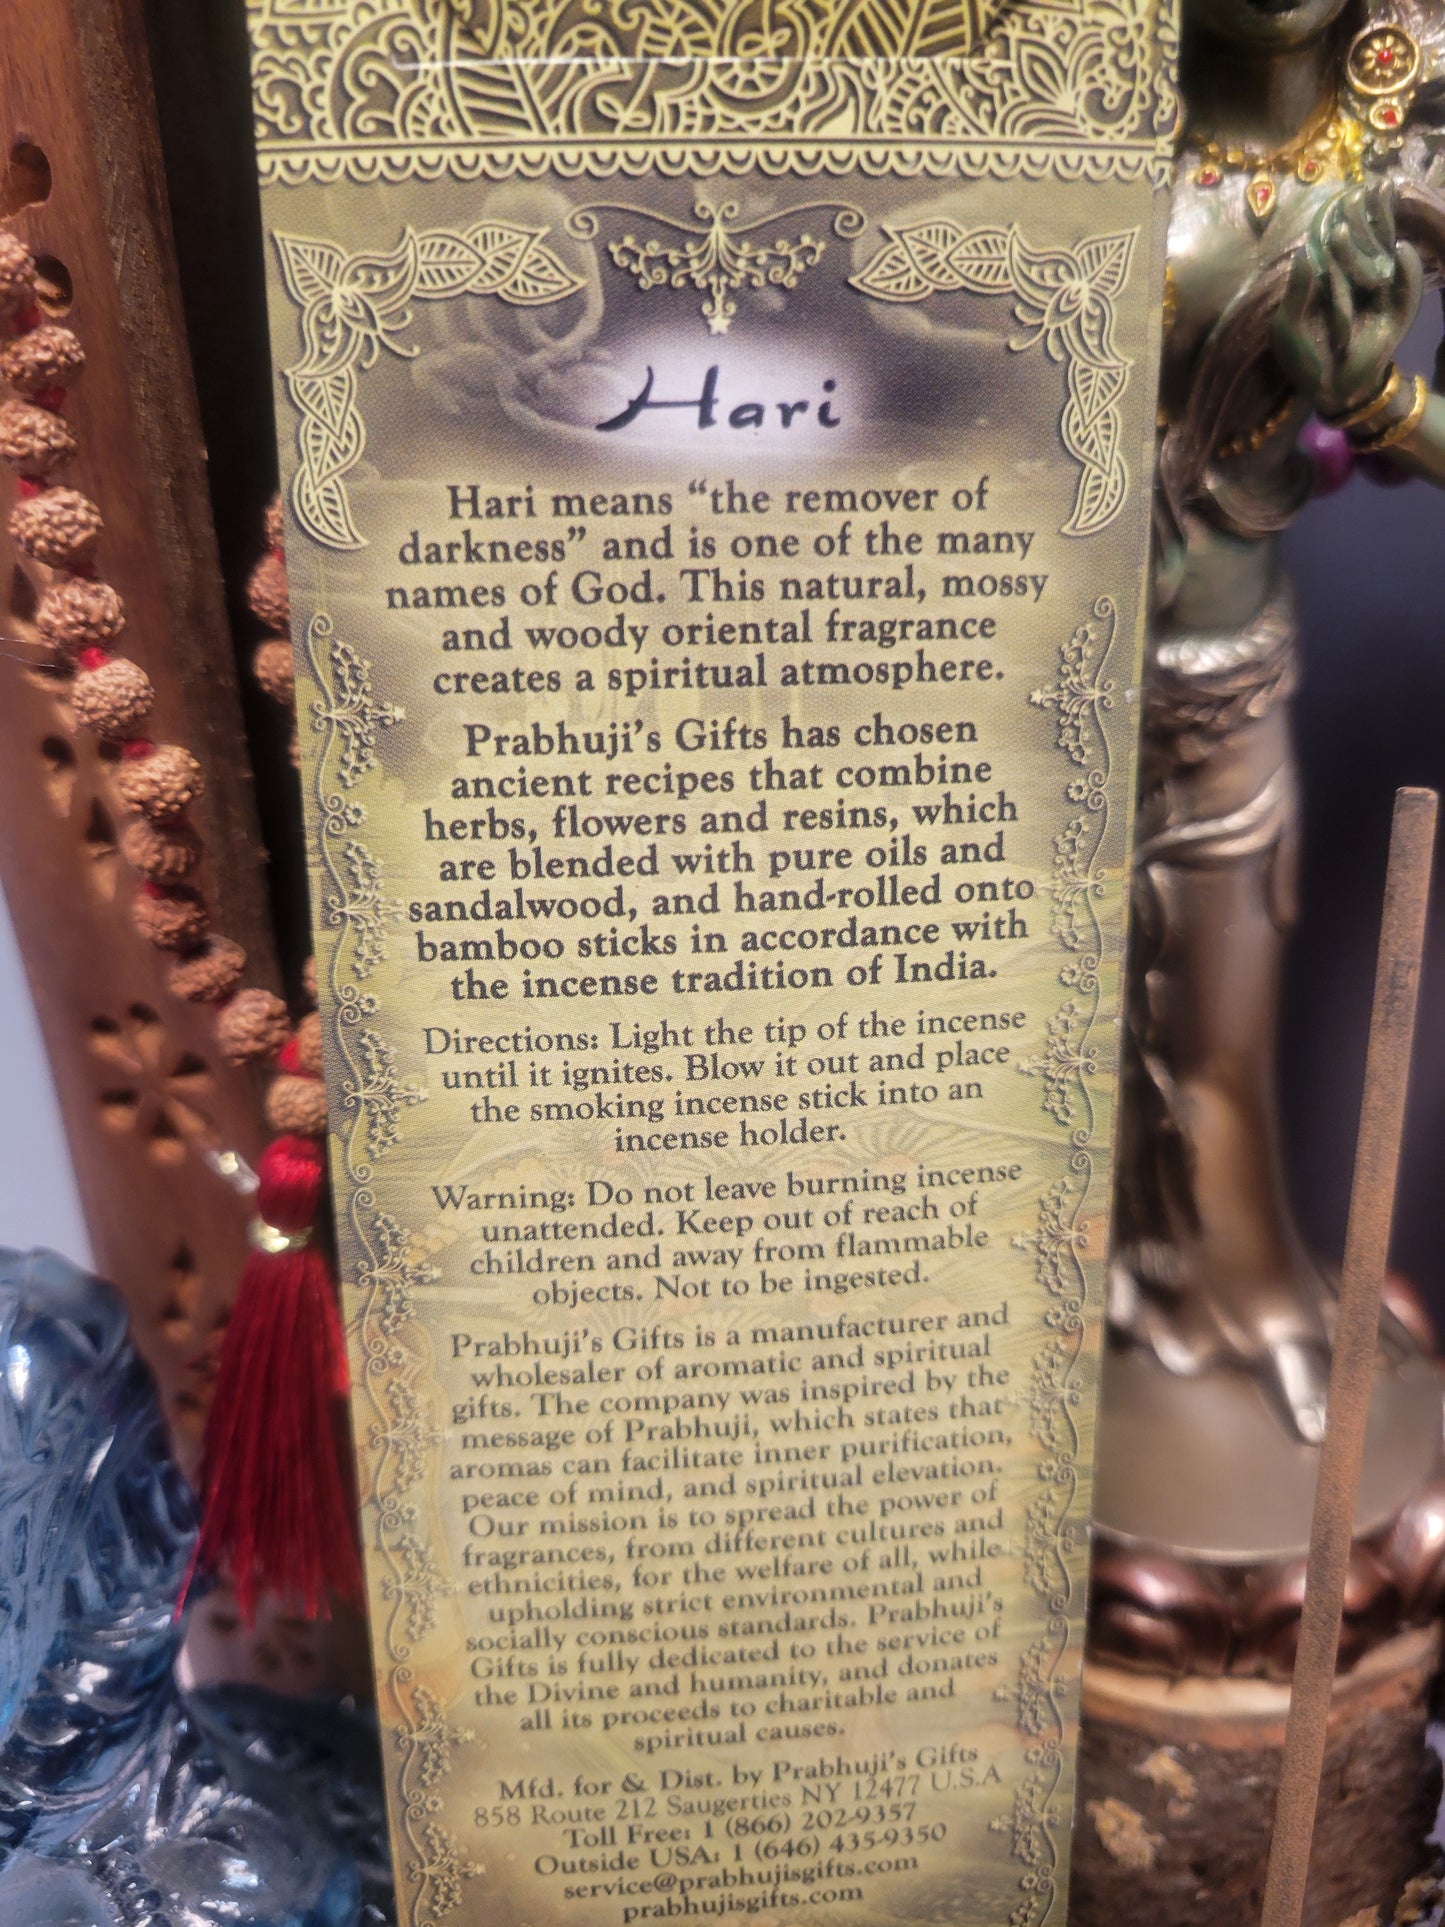 Hari
Hari means “the remover of
darkness” and is one of the many
names of God. This natural, mossy
and woody oriental fragrance
creates a spiritual atmosphere.
Prabhuji’s Gifts has chosen
ancient recipes that combine
herbs, flowers and resins, which
are blended with pure oils and
sandalwood, and hand-rolled onto
bamboo sticks in accordance with
the incense tradition of India.
Directions: Light the tip of the incense
until it ignites. Blow it out and place
the smoking incense stick into an
incense holder.
Warning: Do not leave burning incense
unattended. Keep out of reach of
children and away from flammable
objects. Not to be ingested.
Prabhuji’s Gifts is a manufacturer and
wholesaler of aromatic and spiritual
gifts. The company was inspired by the
message of Prabhuji, which states that
aromas can facilitate inner purification,
peace of mind, and spiritual elevation.
Our mission is to spread the power of
fragrances, from different cultures and
ethnicities, for the welfare of all, while
upholding strict environmental and
socially conscious standards. Prabhuji’s
Gifts is fully dedicated to the service of
the Divine and humanity, and donates
all its proceeds to charitable and
spiritual causes.
Mfd. for & Dist. by Prabhuji’s Gifts
858 Route 212 Saugerties NY 12477 U.S.A
Toll Free: 1 (866) 202-9357
Outside USA: 1 (646) 435-9350
service@prabhujisgifts.com
prabhujisgifts.com